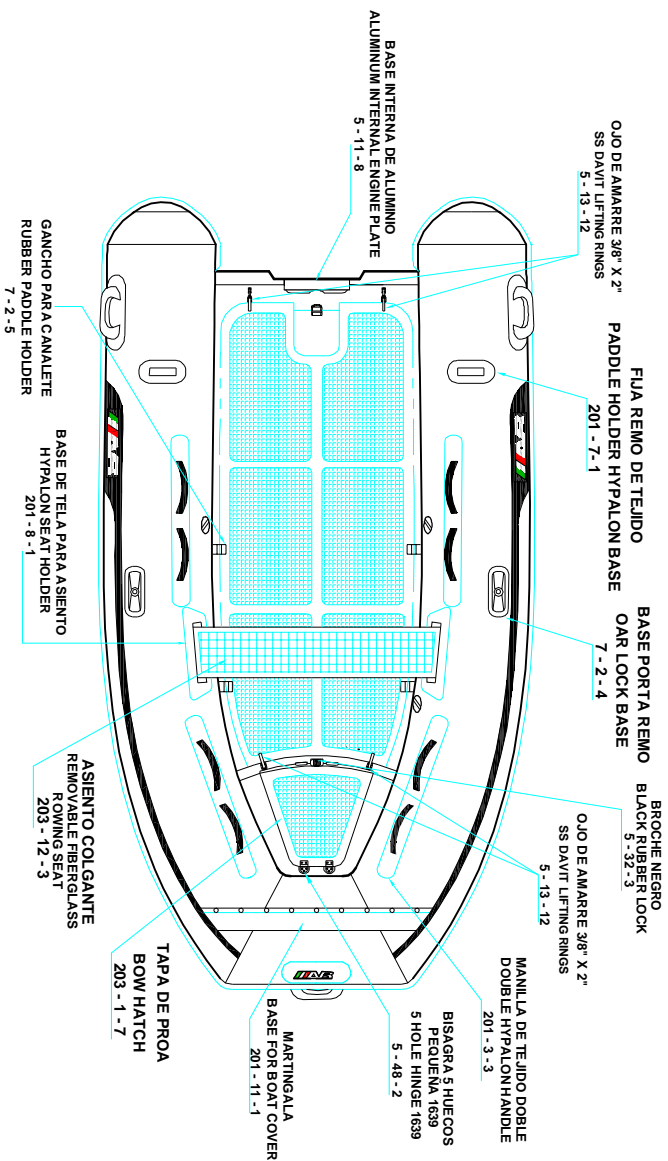 BASE INTERNA DE ALUMINIO
ALUMINUM INTERNAL ENGINE PLATE
5 - 11 - 8
OJO DE AMARRE 3/8" X 2"
SS DAVIT LIFTING RINGS
5 - 13 - 12
FIJA REMO DE TEJIDO
PADDLE HOLDER HYPALON BASE
201 - 7- 1
BASE PORTA REMO
OAR LOCK BASE
7 - 2 - 4
BROCHE NEGRO
BLACK RUBBER LOCK
5 - 32 - 3
OJO DE AMARRE 3/8" X 2"
SS DAVIT LIFTING RINGS
5 - 13 - 12
MANILLA DE TEJIDO DOBLE
DOUBLE HYPALON HANDLE
201 - 3 - 3
BISAGRA 5 HUECOS
PEQUEÑA 1639
5 HOLE HINGE 1639
5 - 48 - 2
MARTINGALA
BASE FOR BOAT COVER
201 - 11 - 1
TAPA DE PROA
BOW HATCH
203 - 1 - 7
ASIENTO COLGANTE
REMOVABLE FIBERGLASS
ROWING SEAT
203 - 12 - 3
BASE DE TELA PARA ASIENTO
HYPALON SEAT HOLDER
201 - 8 - 1
GANCHO PARA CANALETE
RUBBER PADDLE HOLDER
7 - 2 - 5
AB
AB
AB